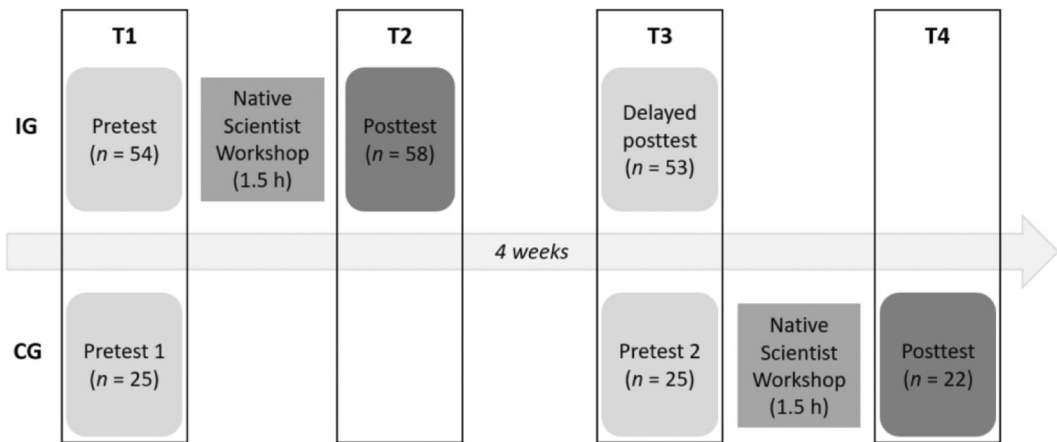 T1
T2
T3
T4
IG
Pretest
(n = 54)
Native
Scientist
Workshop
(1.5 h)
Posttest
(n = 58)
Delayed
posttest
(n = 53)
4 weeks
CG
Pretest 1
(n = 25)
Pretest 2
(n = 25)
Native
Scientist
Workshop
(1.5 h)
Posttest
(n = 22)